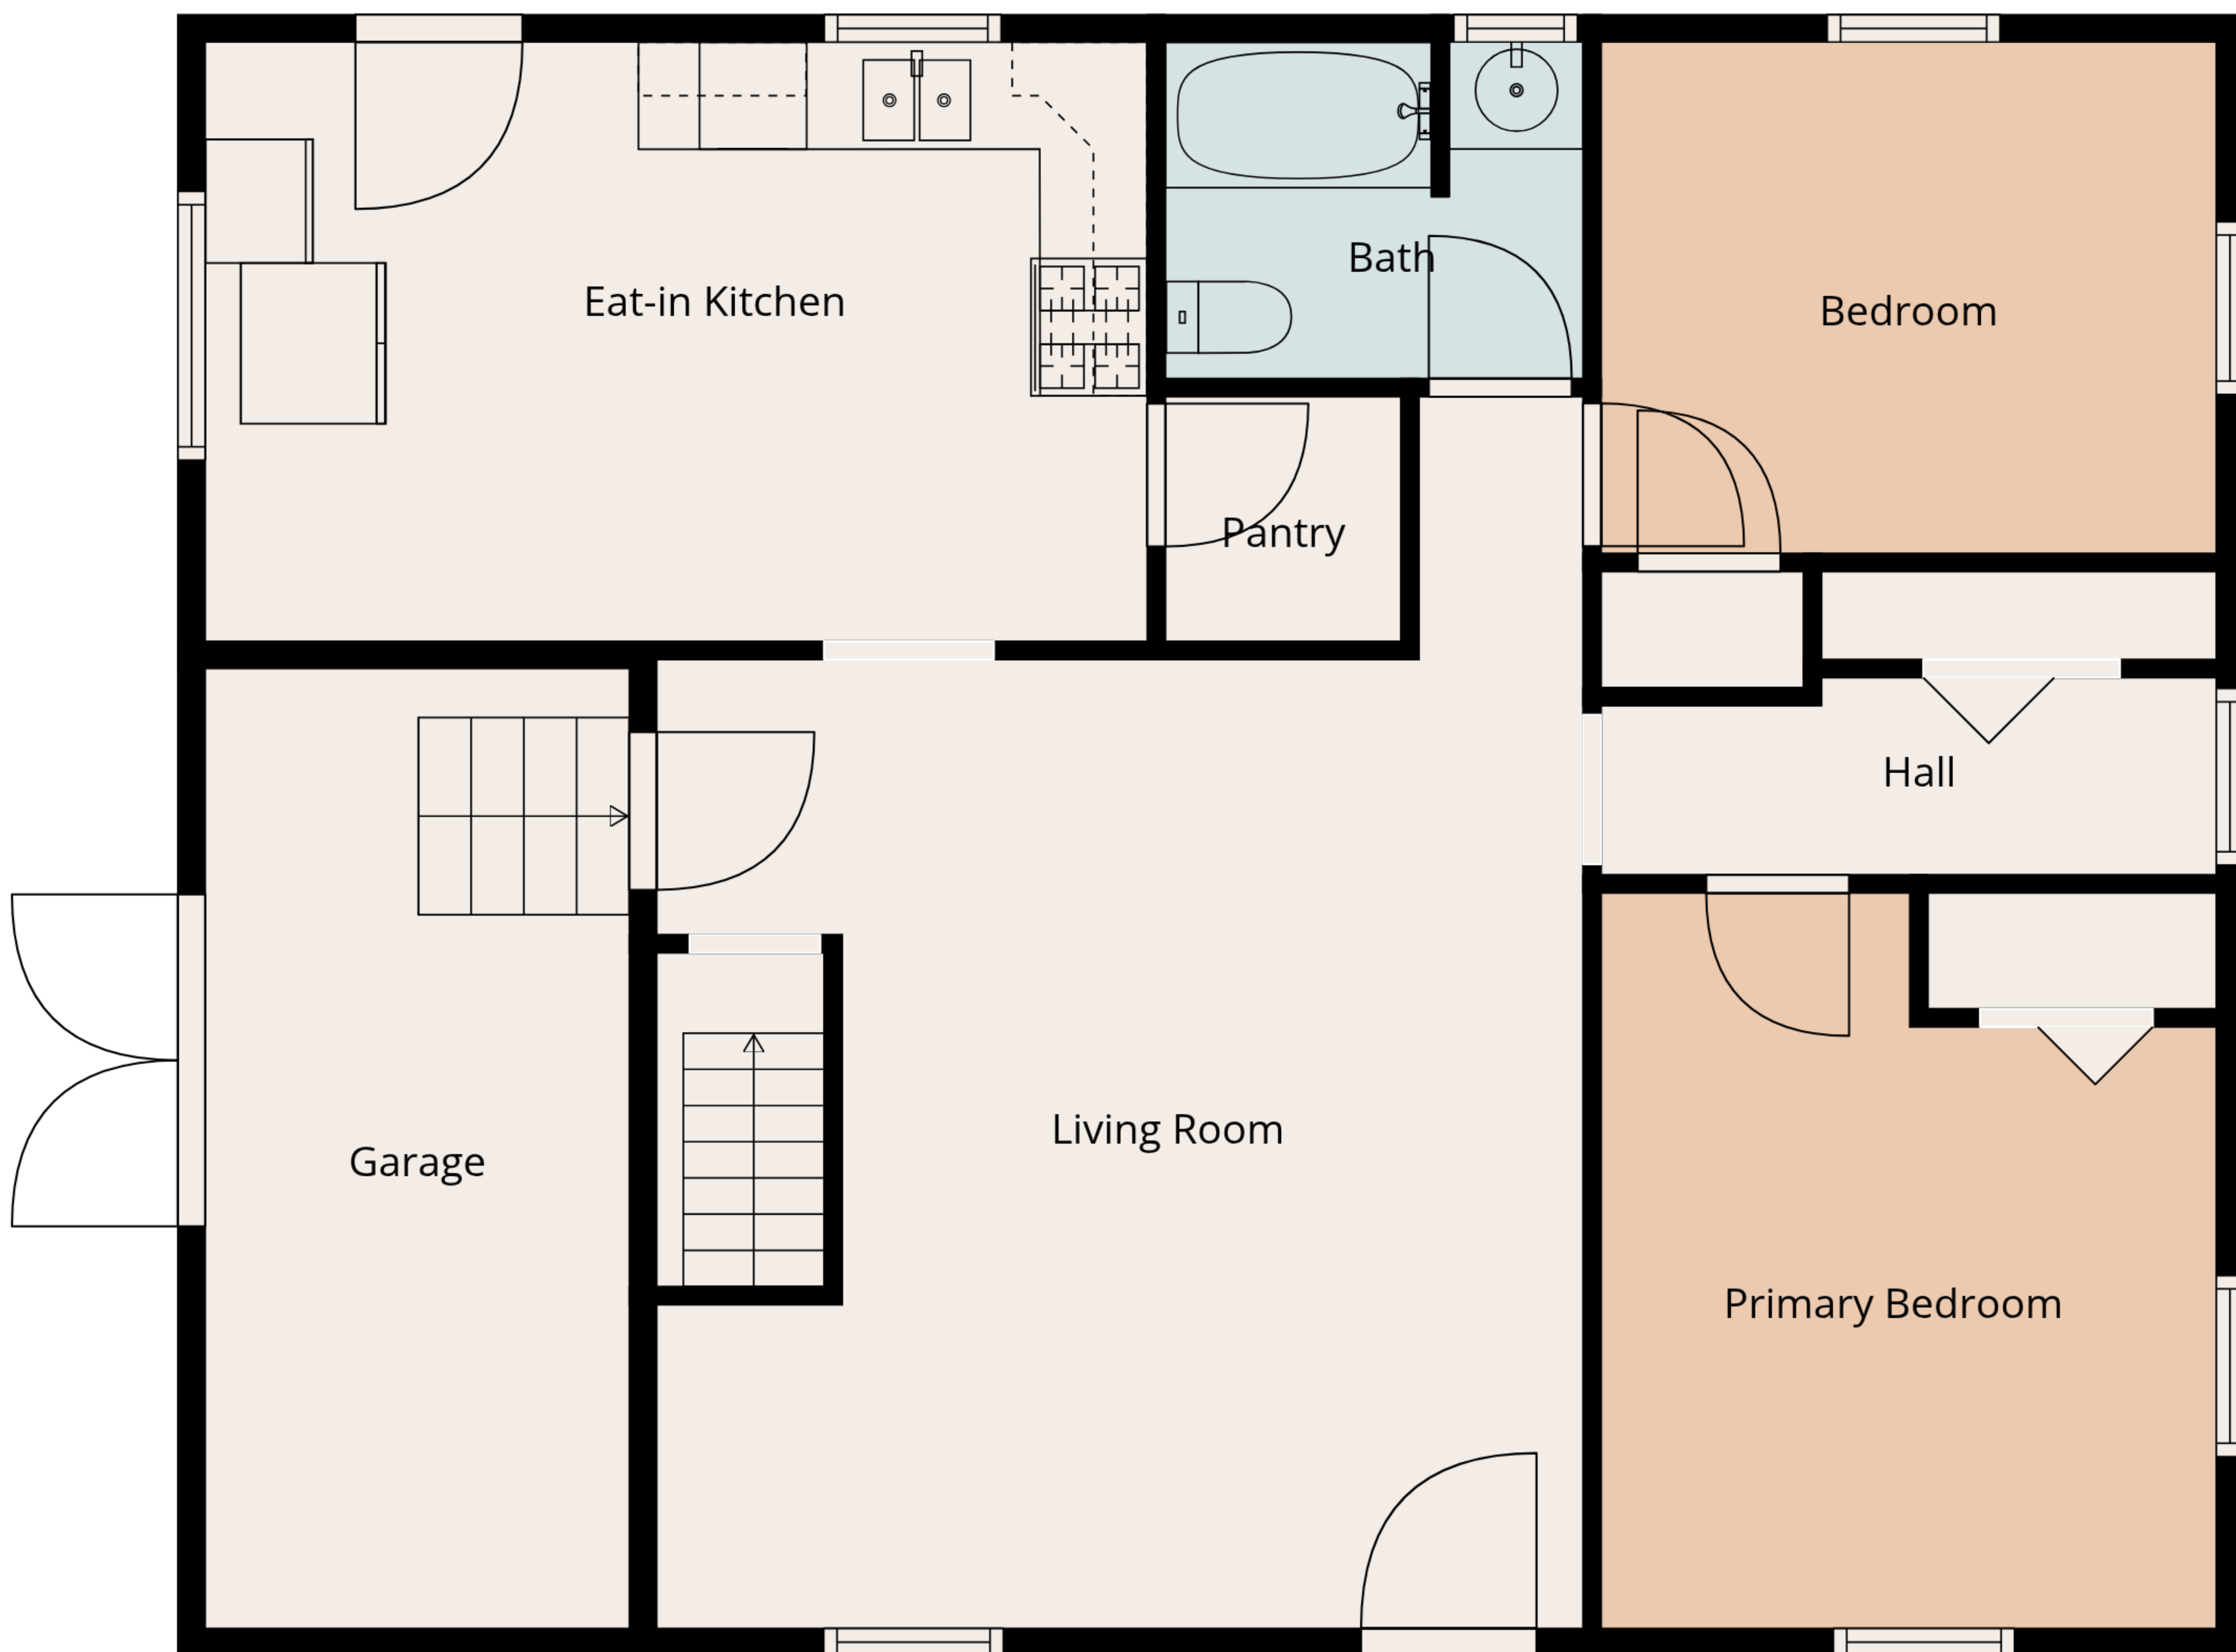 Eat-in Kitchen
Bath
Bedroom
Pantry
Hall
Living Room
Garage
Primary Bedroom